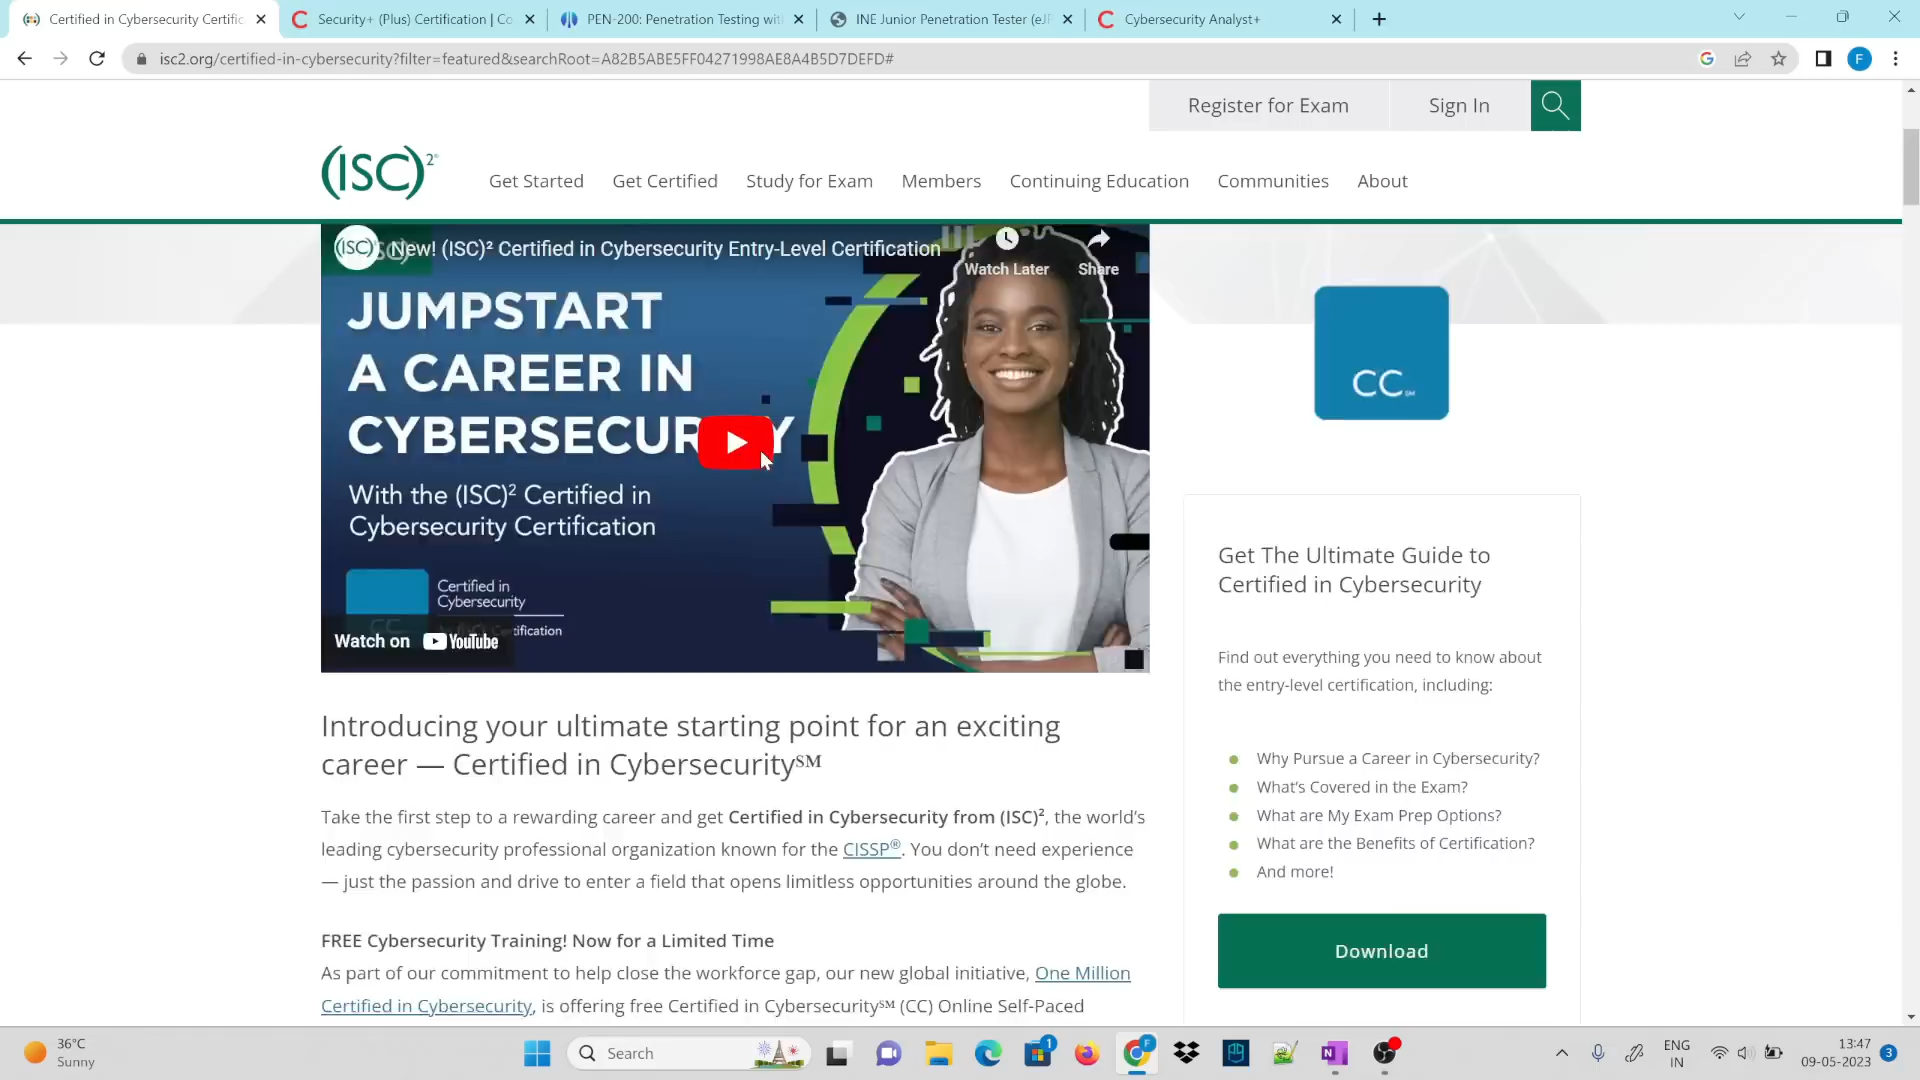 Certified in Cybersecurity Certific
Security+ (Plus) Certification | Co
PEN-200: Penetration Testing wit
INE Junior Penetration Tester (eJP
Cybersecurity Analyst+
isc2.org/certified-in-cybersecurity?filter=featured&searchRoot=A82B5ABE5FF04271998AE8A4B5D7DEFD#
F
Register for Exam
Sign In
(ISC)²®
Get Started
Get Certified
Study for Exam
Members
Continuing Education
Communities
About
(ISC)²
New! (ISC)² Certified in Cybersecurity Entry-Level Certification
Watch Later
Share
JUMPSTART
A CAREER IN
CYBERSECURITY
With the (ISC)² Certified in
Cybersecurity Certification
Certified in
Cybersecurity
Watch on YouTube
CC℠
Introducing your ultimate starting point for an exciting
career — Certified in Cybersecurity℠
Take the first step to a rewarding career and get Certified in Cybersecurity from (ISC)², the world's
leading cybersecurity professional organization known for the CISSP®. You don't need experience
— just the passion and drive to enter a field that opens limitless opportunities around the globe.
FREE Cybersecurity Training! Now for a Limited Time
As part of our commitment to help close the workforce gap, our new global initiative, One Million
Certified in Cybersecurity, is offering free Certified in Cybersecurity℠ (CC) Online Self-Paced
Get The Ultimate Guide to
Certified in Cybersecurity
Find out everything you need to know about
the entry-level certification, including:
Why Pursue a Career in Cybersecurity?
What's Covered in the Exam?
What are My Exam Prep Options?
What are the Benefits of Certification?
And more!
Download
36°C
Sunny
Search
1
F
N
ENG
IN
13:47
09-05-2023
3